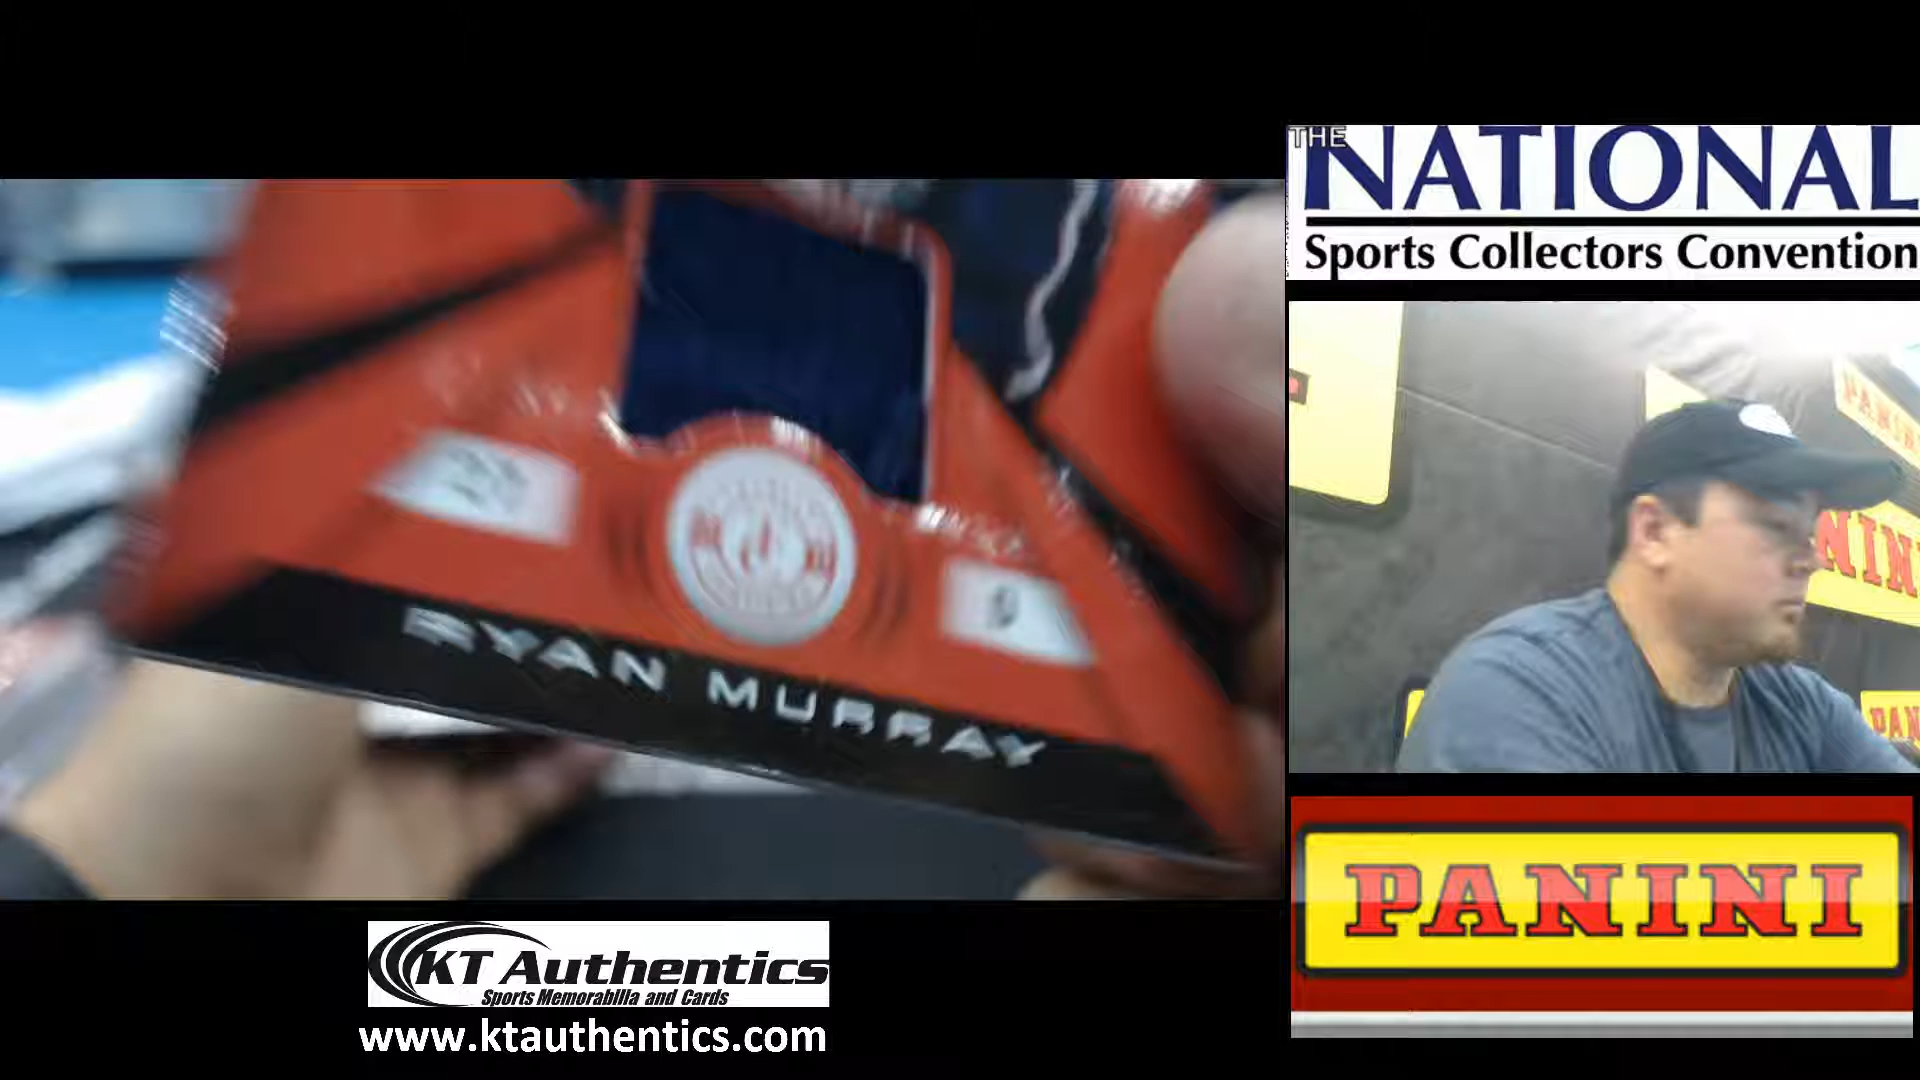 THE
NATIONAL
Sports Collectors Convention
RYAN MURRAY
PANINI
KT Authentics
Sports Memorabilia and Cards
www.ktauthentics.com